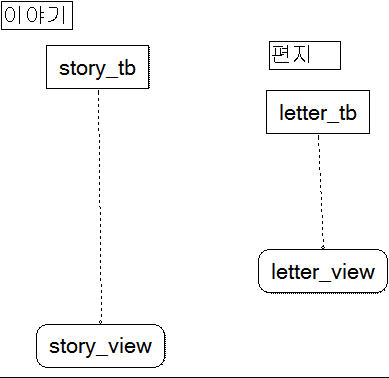 이야기
story_tb
편지
letter_tb
letter_view
story_view